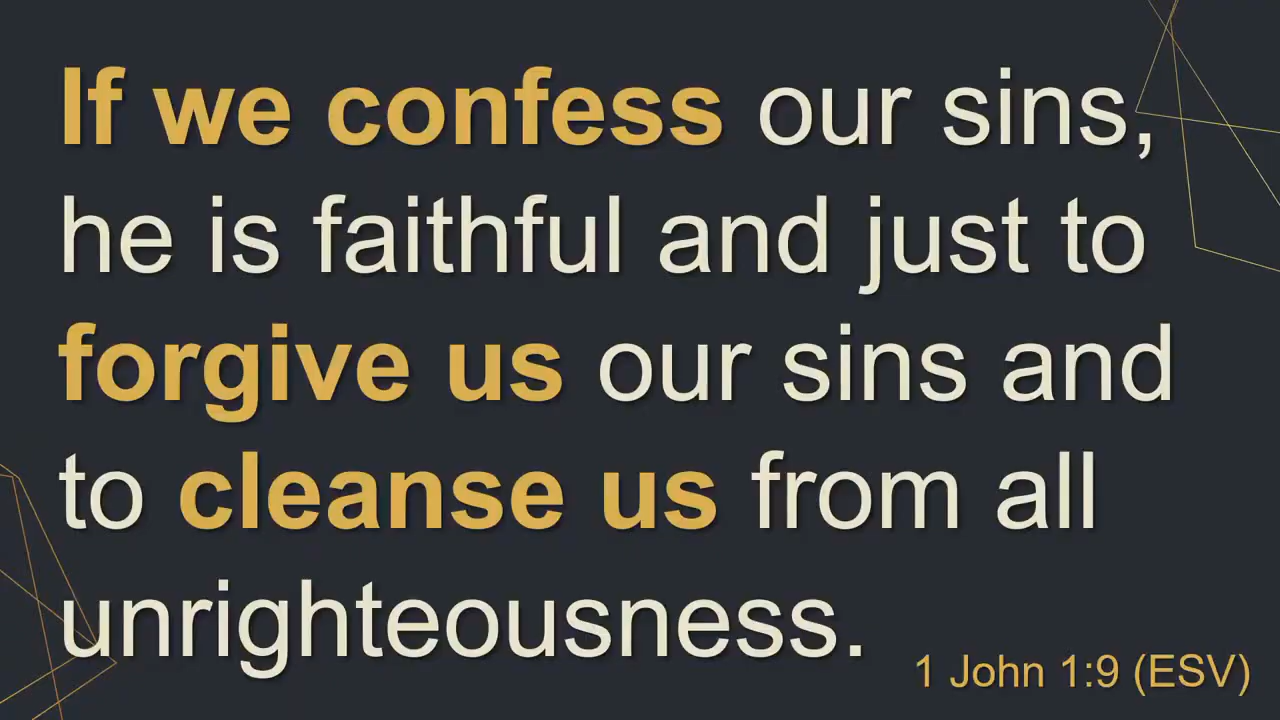 If we confess our sins,
he is faithful and just to
forgive us our sins and
to cleanse us from all
unrighteousness.
1 John 1:9 (ESV)